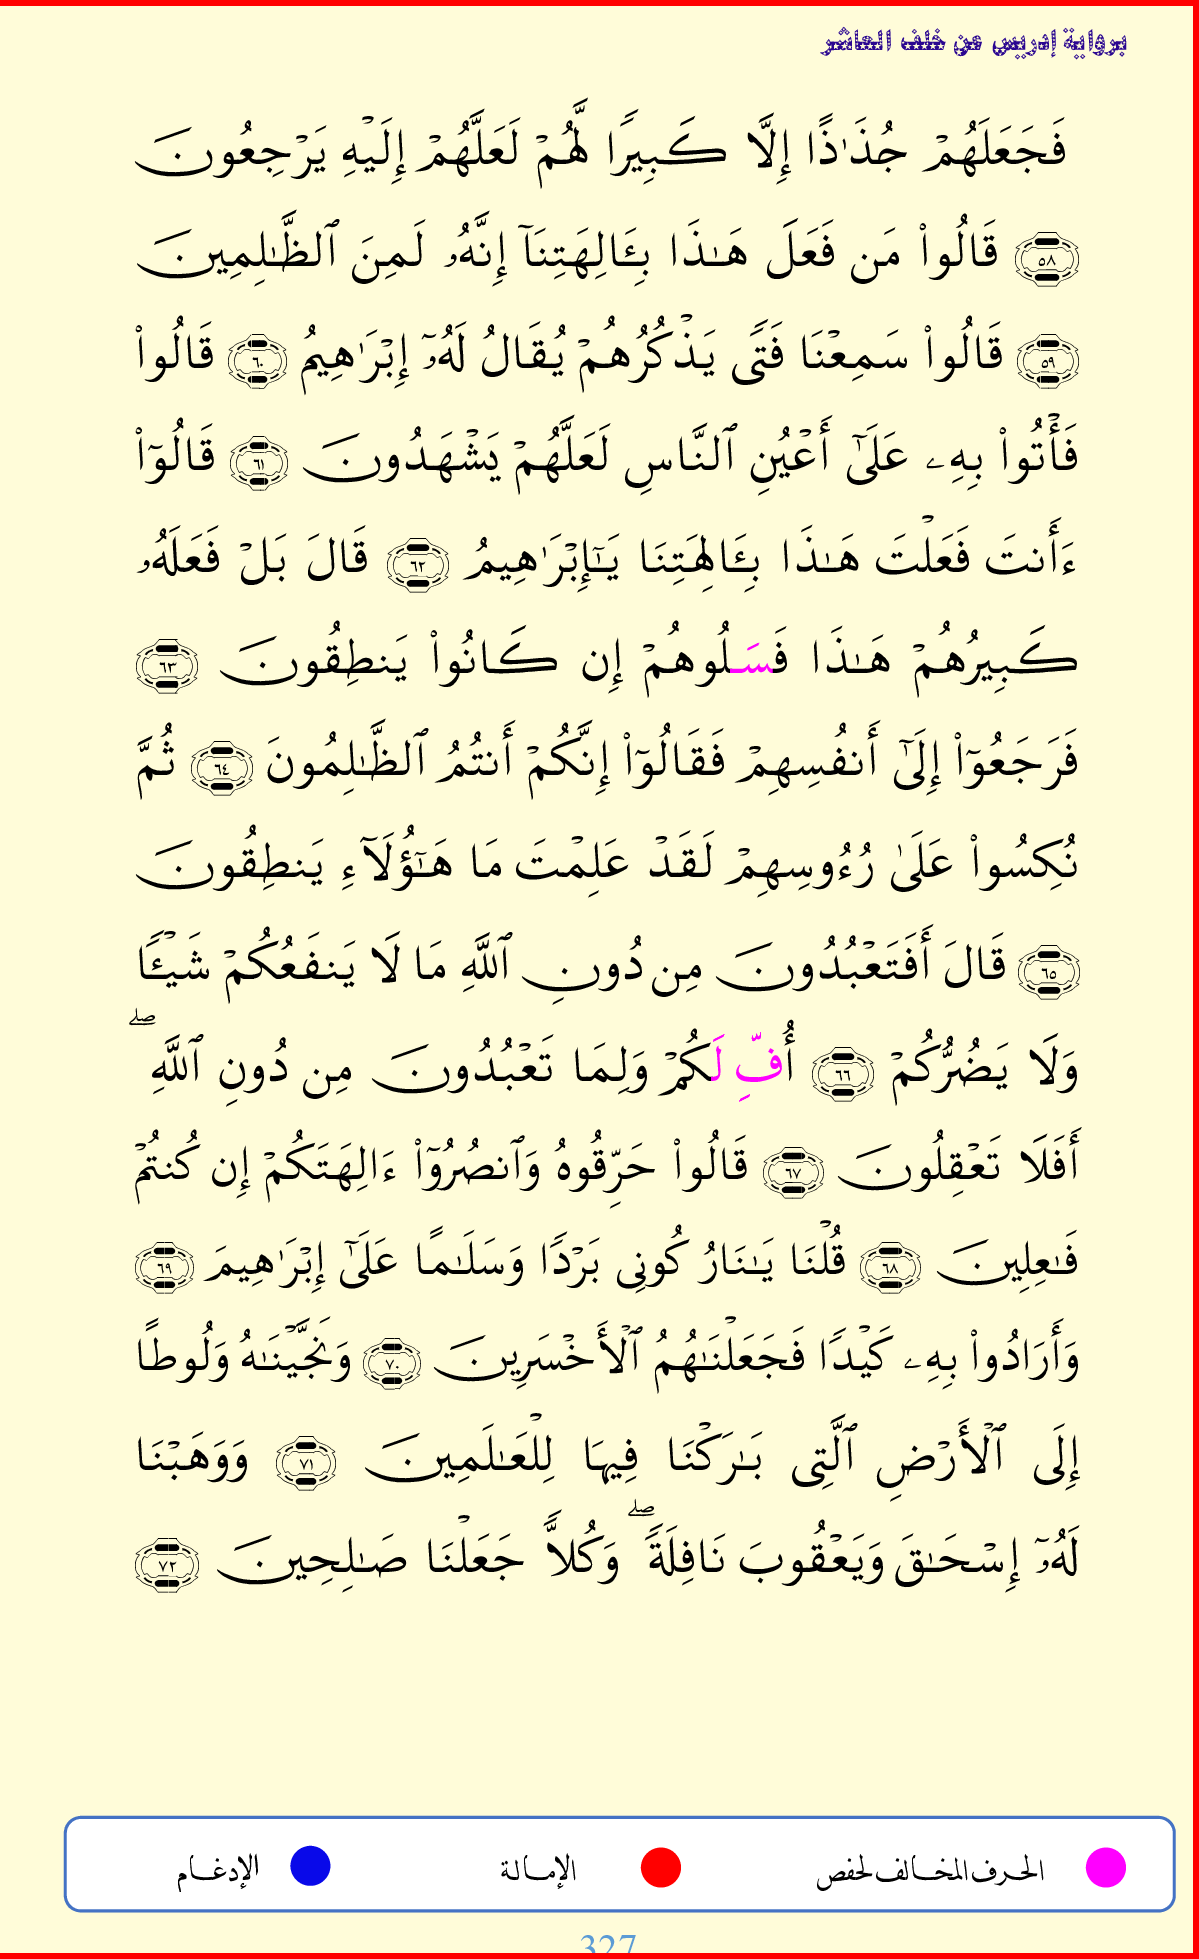 برواية إدريس عن خلف العاشر
فَجَعَلَهُمْ جُذَٰذًا إِلَّا كَبِيرًا لَّهُمْ لَعَلَّهُمْ إِلَيْهِ يَرْجِعُونَ
٥٨ قَالُوا۟ مَن فَعَلَ هَـٰذَا بِـَٔالِهَتِنَآ إِنَّهُۥ لَمِنَ ٱلظَّـٰلِمِينَ
٥٩ قَالُوا۟ سَمِعْنَا فَتًى يَذْكُرُهُمْ يُقَالُ لَهُۥٓ إِبْرَٰهِيمُ ٦٠ قَالُوا۟
فَأْتُوا۟ بِهِۦ عَلَىٰٓ أَعْيُنِ ٱلنَّاسِ لَعَلَّهُمْ يَشْهَدُونَ ٦١ قَالُوٓا۟
ءَأَنتَ فَعَلْتَ هَـٰذَا بِـَٔالِهَتِنَا يَـٰٓإِبْرَٰهِيمُ ٦٢ قَالَ بَلْ فَعَلَهُۥ
كَبِيرُهُمْ هَـٰذَا فَسَلُوهُمْ إِن كَانُوا۟ يَنطِقُونَ ٦٣
فَرَجَعُوٓا۟ إِلَىٰٓ أَنفُسِهِمْ فَقَالُوٓا۟ إِنَّكُمْ أَنتُمُ ٱلظَّـٰلِمُونَ ٦٤ ثُمَّ
نُكِسُوا۟ عَلَىٰ رُءُوسِهِمْ لَقَدْ عَلِمْتَ مَا هَـٰٓؤُلَآءِ يَنطِقُونَ
٦٥ قَالَ أَفَتَعْبُدُونَ مِن دُونِ ٱللَّهِ مَا لَا يَنفَعُكُمْ شَيْـًٔا
وَلَا يَضُرُّكُمْ ٦٦ أُفِّ لَكُمْ وَلِمَا تَعْبُدُونَ مِن دُونِ ٱللَّهِ ۖ
أَفَلَا تَعْقِلُونَ ٦٧ قَالُوا۟ حَرِّقُوهُ وَٱنصُرُوٓا۟ ءَالِهَتَكُمْ إِن كُنتُمْ
فَـٰعِلِينَ ٦٨ قُلْنَا يَـٰنَارُ كُونِى بَرْدًا وَسَلَـٰمًا عَلَىٰٓ إِبْرَٰهِيمَ ٦٩
وَأَرَادُوا۟ بِهِۦ كَيْدًا فَجَعَلْنَـٰهُمُ ٱلْأَخْسَرِينَ ٧٠ وَنَجَّيْنَـٰهُ وَلُوطًا
إِلَى ٱلْأَرْضِ ٱلَّتِى بَـٰرَكْنَا فِيهَا لِلْعَـٰلَمِينَ ٧١ وَوَهَبْنَا
لَهُۥٓ إِسْحَـٰقَ وَيَعْقُوبَ نَافِلَةً ۖ وَكُلًّا جَعَلْنَا صَـٰلِحِينَ ٧٢
الحرف المخالف لحفص الإمالة الإدغام
327